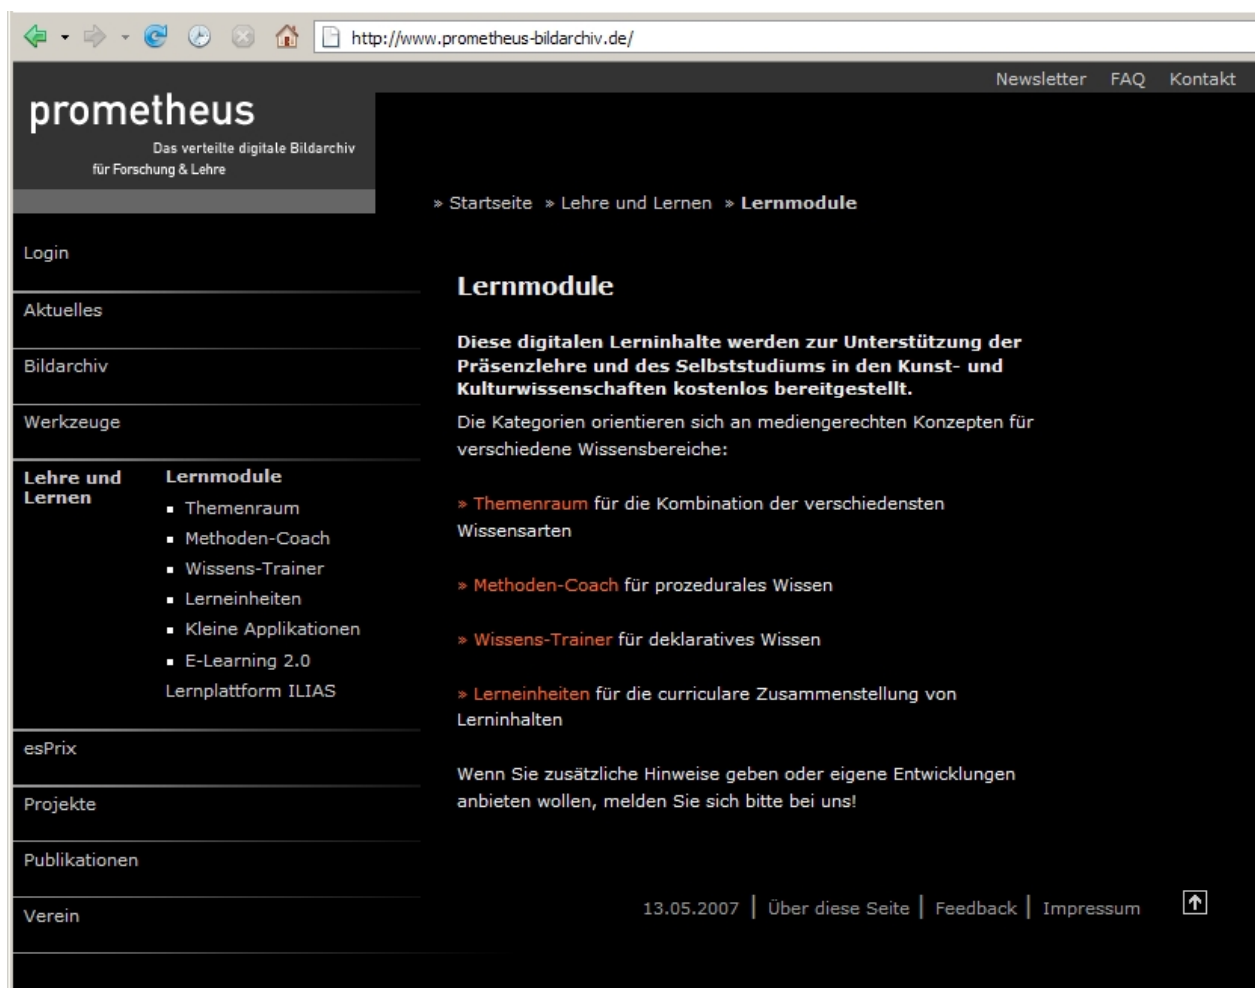 http://www.prometheus-bildarchiv.de/
Newsletter FAQ Kontakt
prometheus
Das verteilte digitale Bildarchiv
für Forschung & Lehre
» Startseite » Lehre und Lernen » Lernmodule
Login
Aktuelles
Bildarchiv
Werkzeuge
Lehre und
Lernen
Lernmodule
Themenraum
Methoden-Coach
Wissens-Trainer
Lerneinheiten
Kleine Applikationen
E-Learning 2.0
Lernplattform ILIAS
esPrix
Projekte
Publikationen
Verein
Lernmodule
Diese digitalen Lerninhalte werden zur Unterstützung der
Präsenzlehre und des Selbststudiums in den Kunst- und
Kulturwissenschaften kostenlos bereitgestellt.
Die Kategorien orientieren sich an mediengerechten Konzepten für
verschiedene Wissensbereiche:
» Themenraum für die Kombination der verschiedensten
Wissensarten
» Methoden-Coach für prozedurales Wissen
» Wissens-Trainer für deklaratives Wissen
» Lerneinheiten für die curriculare Zusammenstellung von
Lerninhalten
Wenn Sie zusätzliche Hinweise geben oder eigene Entwicklungen
anbieten wollen, melden Sie sich bitte bei uns!
13.05.2007 | Über diese Seite | Feedback | Impressum